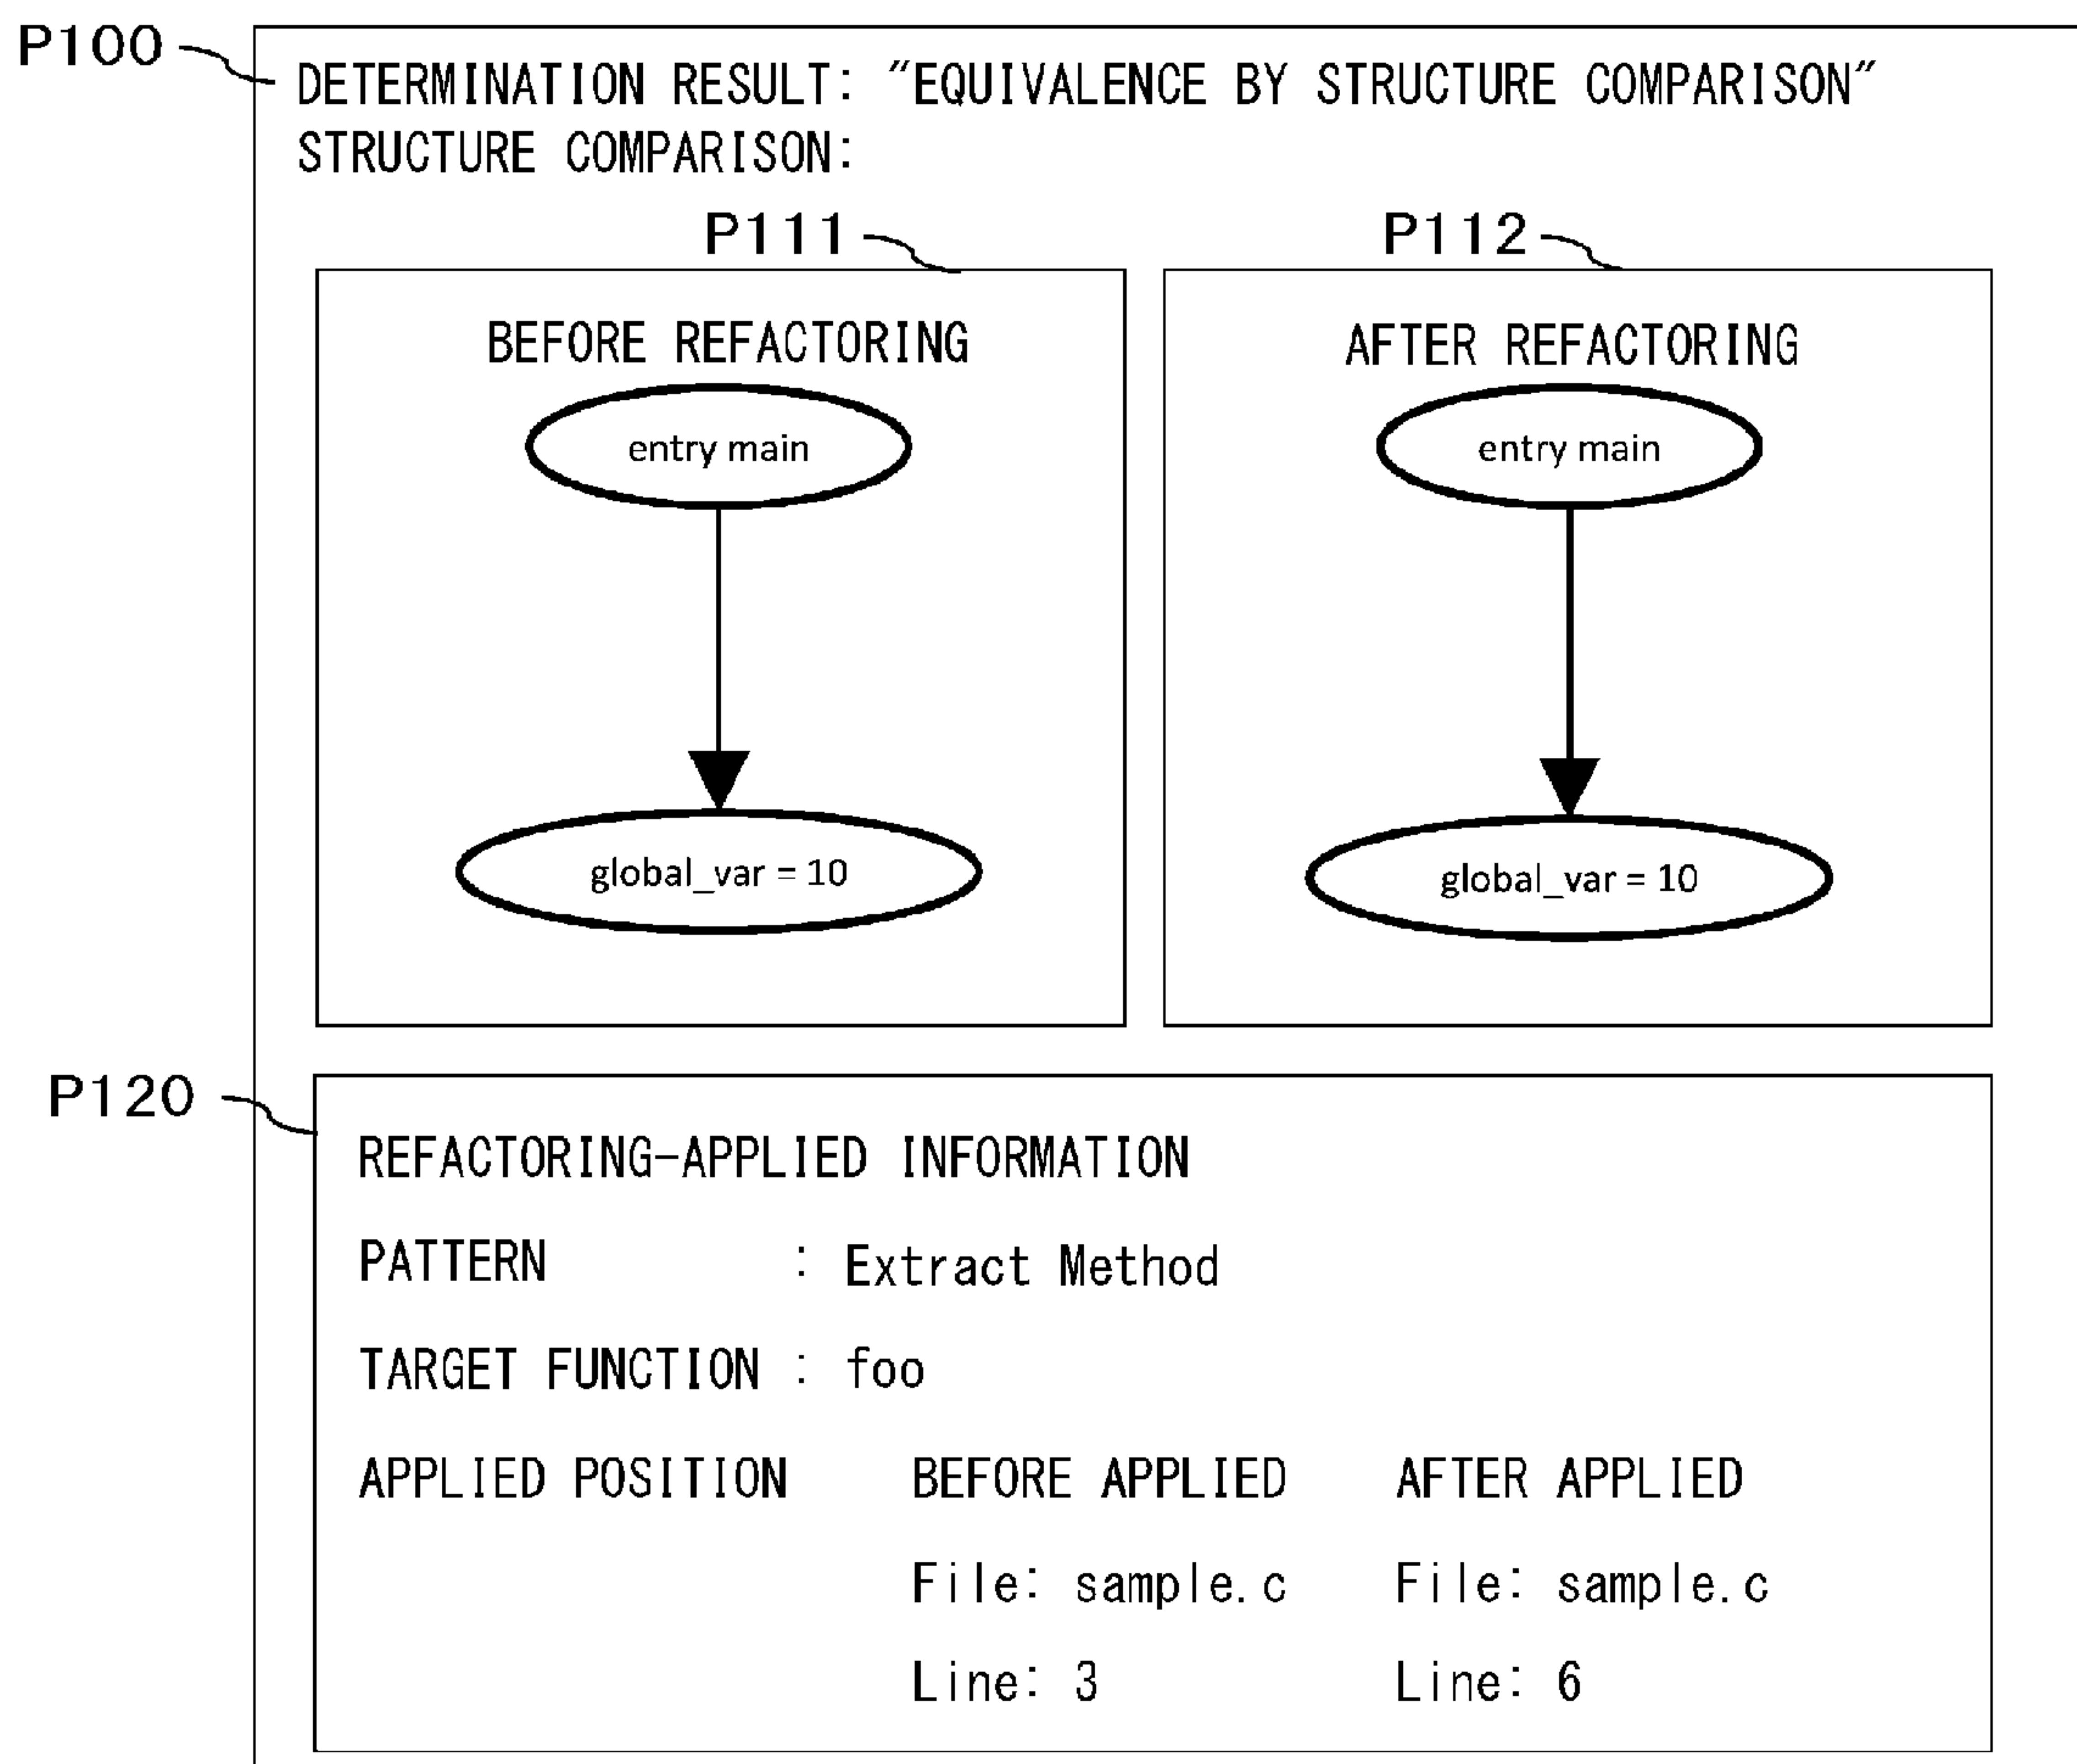 P100
DETERMINATION RESULT: "EQUIVALENCE BY STRUCTURE COMPARISON"
STRUCTURE COMPARISON:
P111
P112
BEFORE REFACTORING
entry main
global_var = 10
AFTER REFACTORING
entry main
global_var = 10
P120
REFACTORING-APPLIED INFORMATION
PATTERN : Extract Method
TARGET FUNCTION : foo
APPLIED POSITION BEFORE APPLIED AFTER APPLIED
File: sample.c File: sample.c
Line: 3 Line: 6